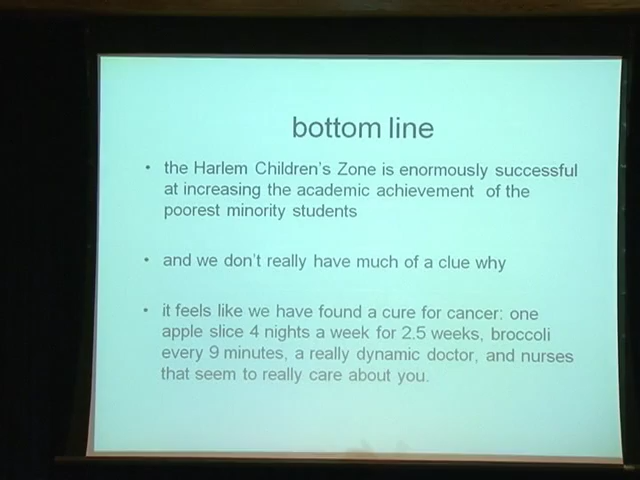 bottom line
• the Harlem Children's Zone is enormously successful
at increasing the academic achievement of the
poorest minority students
• and we don't really have much of a clue why
• it feels like we have found a cure for cancer: one
apple slice 4 nights a week for 2.5 weeks, broccoli
every 9 minutes, a really dynamic doctor, and nurses
that seem to really care about you.